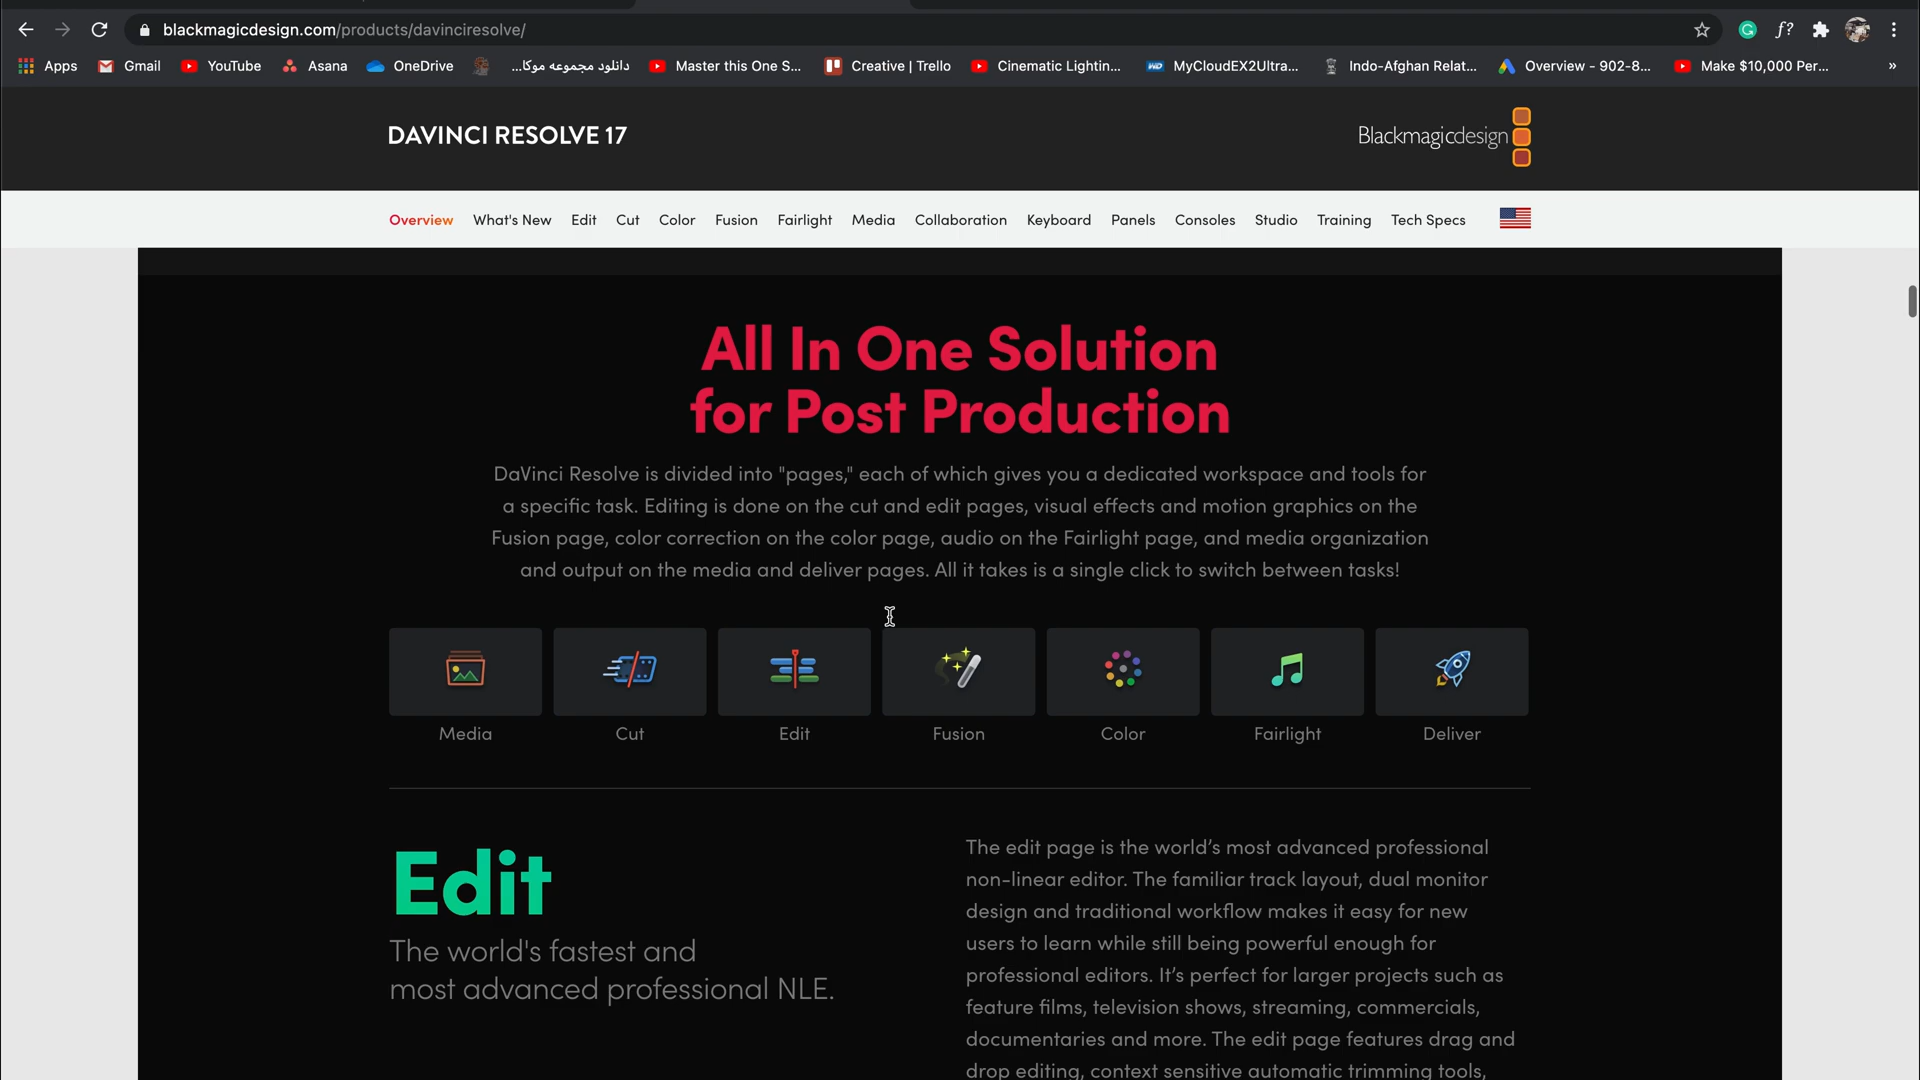 blackmagicdesign.com/products/davinciresolve/
f?
Apps
Gmail
YouTube
Asana
OneDrive
دانلود مجموعه موکا...
Master this One S...
Creative | Trello
Cinematic Lightin...
WD
MyCloudEX2Ultra...
Indo-Afghan Relat...
Overview - 902-8...
Make $10,000 Per...
»
DAVINCI RESOLVE 17
Blackmagicdesign
Overview What's New Edit Cut Color Fusion Fairlight Media Collaboration Keyboard Panels Consoles Studio Training Tech Specs
All In One Solution
for Post Production
DaVinci Resolve is divided into "pages," each of which gives you a dedicated workspace and tools for
a specific task. Editing is done on the cut and edit pages, visual effects and motion graphics on the
Fusion page, color correction on the color page, audio on the Fairlight page, and media organization
and output on the media and deliver pages. All it takes is a single click to switch between tasks!
Media Cut Edit Fusion Color Fairlight Deliver
Edit
The world's fastest and
most advanced professional NLE.
The edit page is the world’s most advanced professional
non-linear editor. The familiar track layout, dual monitor
design and traditional workflow makes it easy for new
users to learn while still being powerful enough for
professional editors. It’s perfect for larger projects such as
feature films, television shows, streaming, commercials,
documentaries and more. The edit page features drag and
drop editing, context sensitive automatic trimming tools,